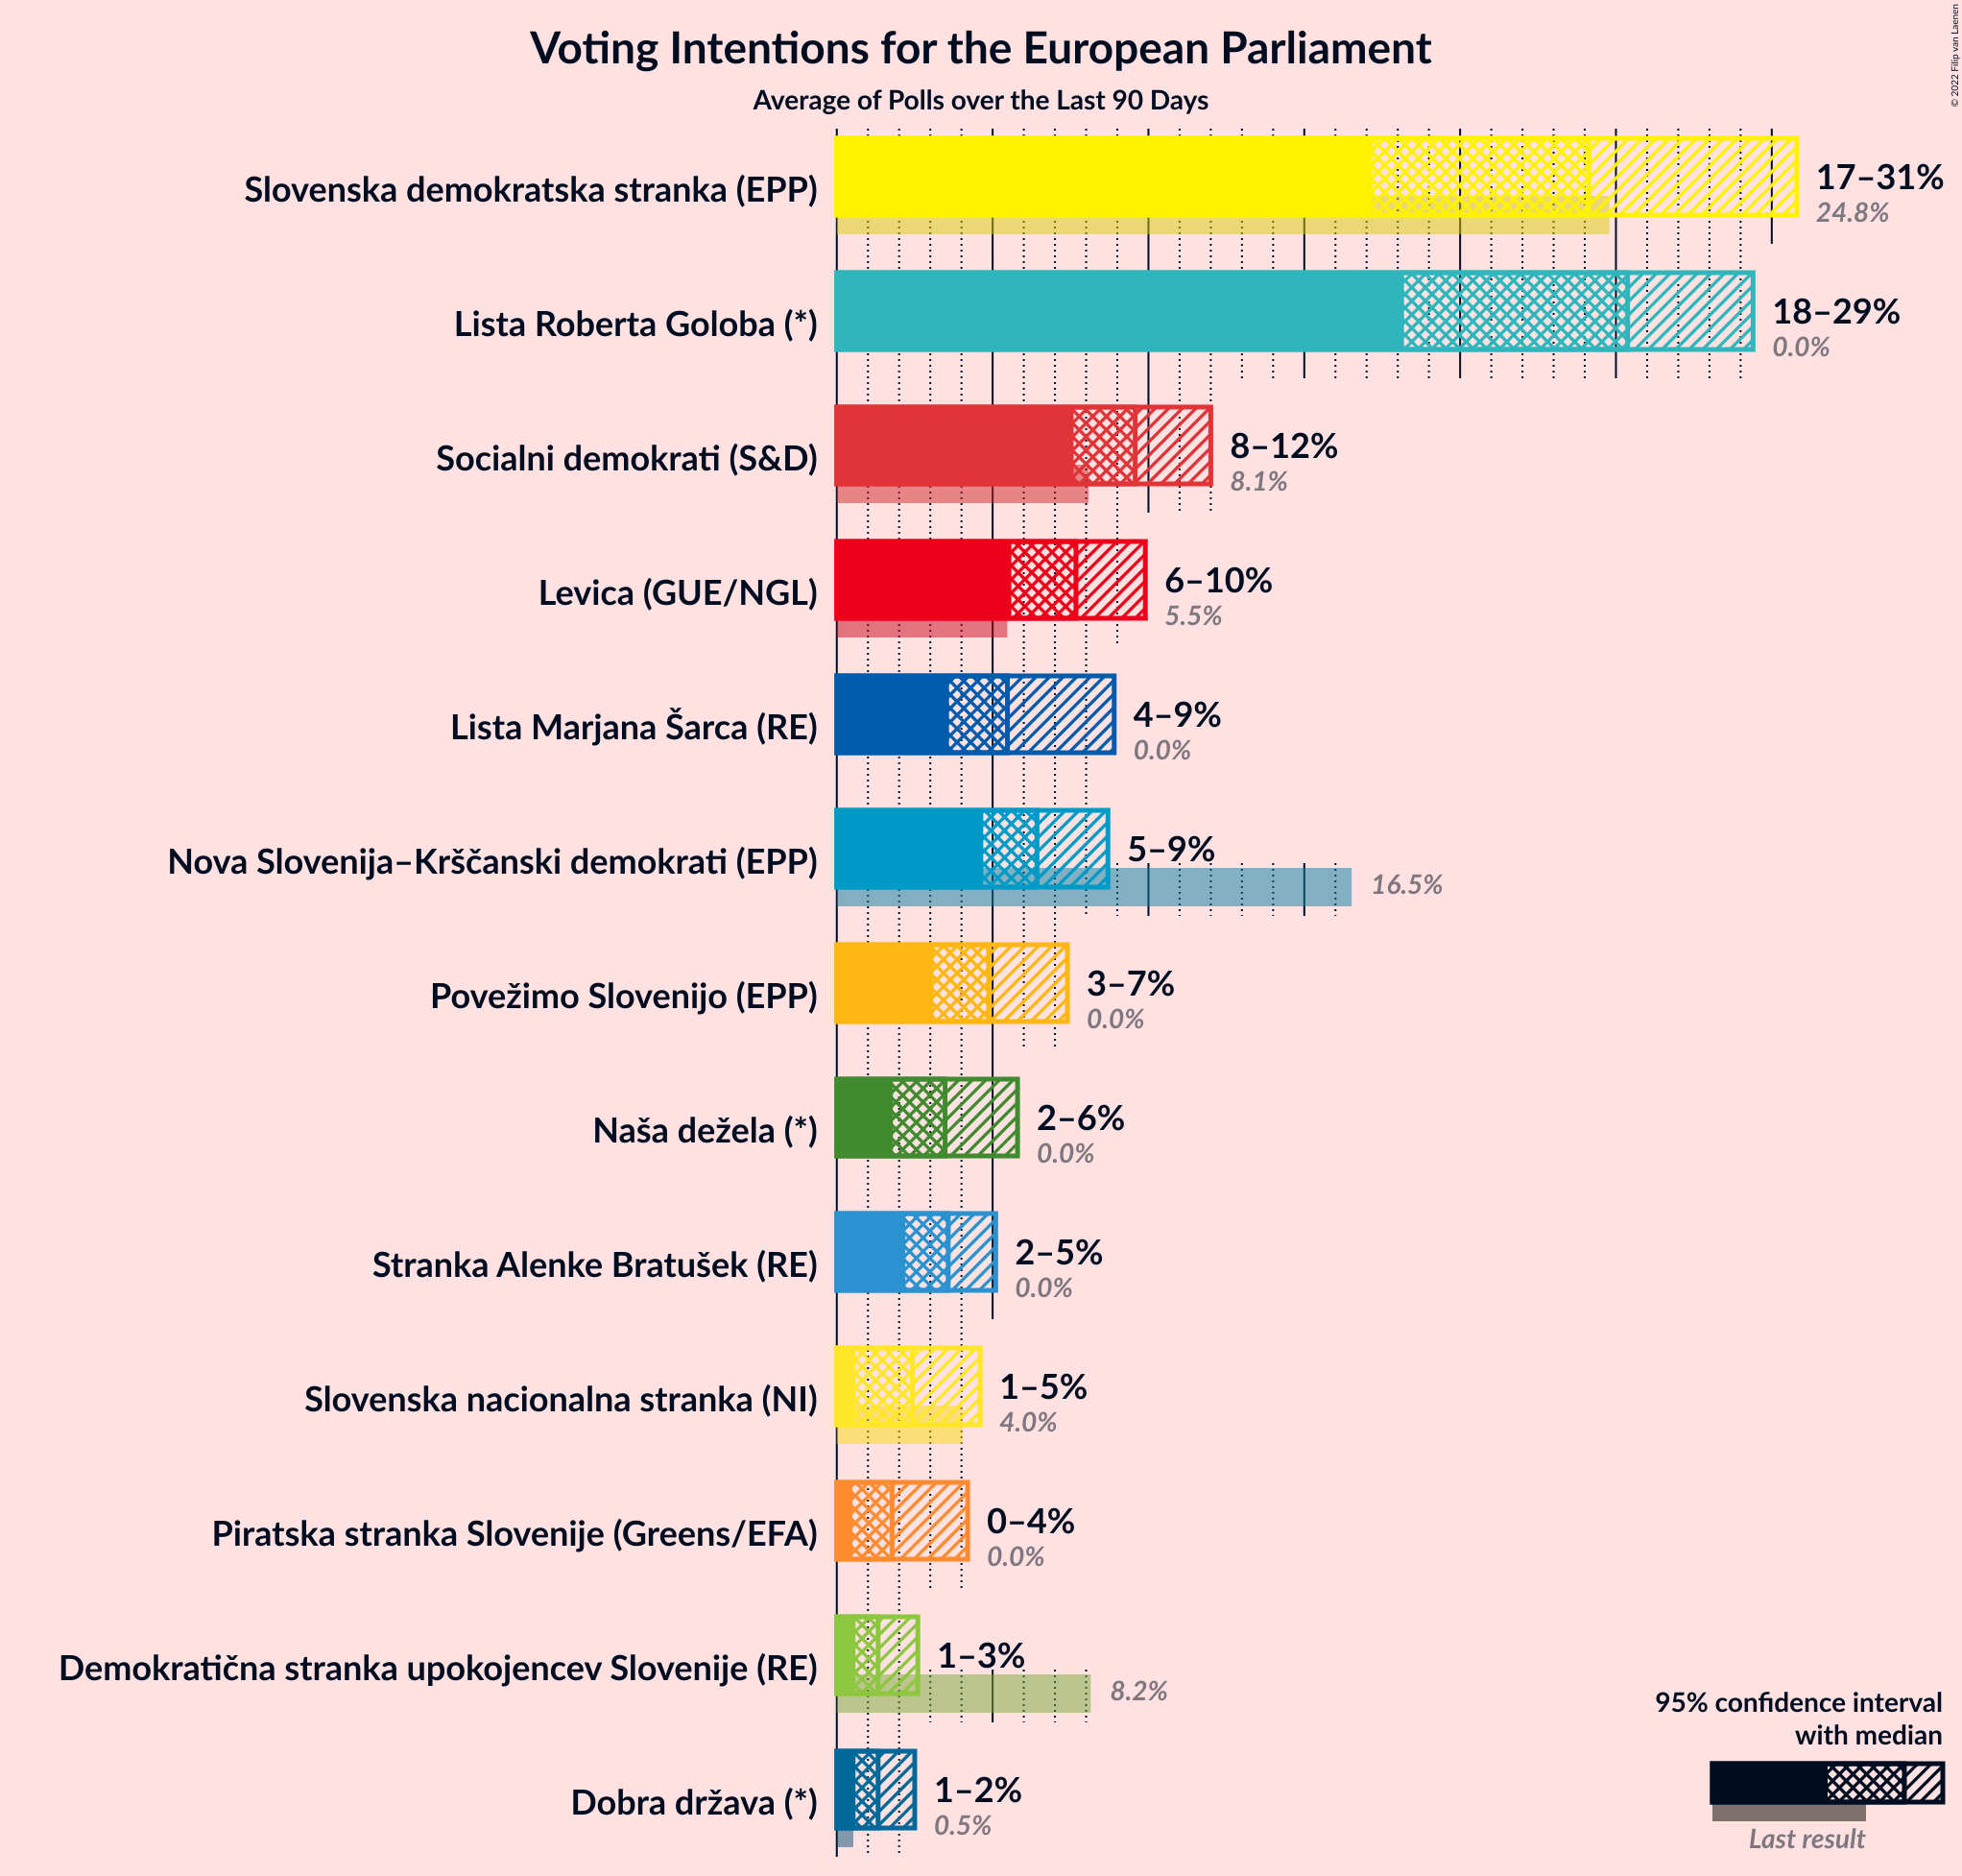 © 2022 Filip van Laenen
Voting Intentions for the European Parliament
Average of Polls over the Last 90 Days
Slovenska demokratska stranka (EPP)
17–31%
24.8%
Lista Roberta Goloba (*)
18–29%
0.0%
Socialni demokrati (S&D)
8–12%
8.1%
Levica (GUE/NGL)
6–10%
5.5%
Lista Marjana Šarca (RE)
4–9%
0.0%
Nova Slovenija–Krščanski demokrati (EPP)
5–9%
16.5%
Povežimo Slovenijo (EPP)
3–7%
0.0%
Naša dežela (*)
2–6%
0.0%
Stranka Alenke Bratušek (RE)
2–5%
0.0%
Slovenska nacionalna stranka (NI)
1–5%
4.0%
Piratska stranka Slovenije (Greens/EFA)
0–4%
0.0%
Demokratična stranka upokojencev Slovenije (RE)
1–3%
8.2%
Dobra država (*)
1–2%
0.5%
95% confidence interval
with median
Last result